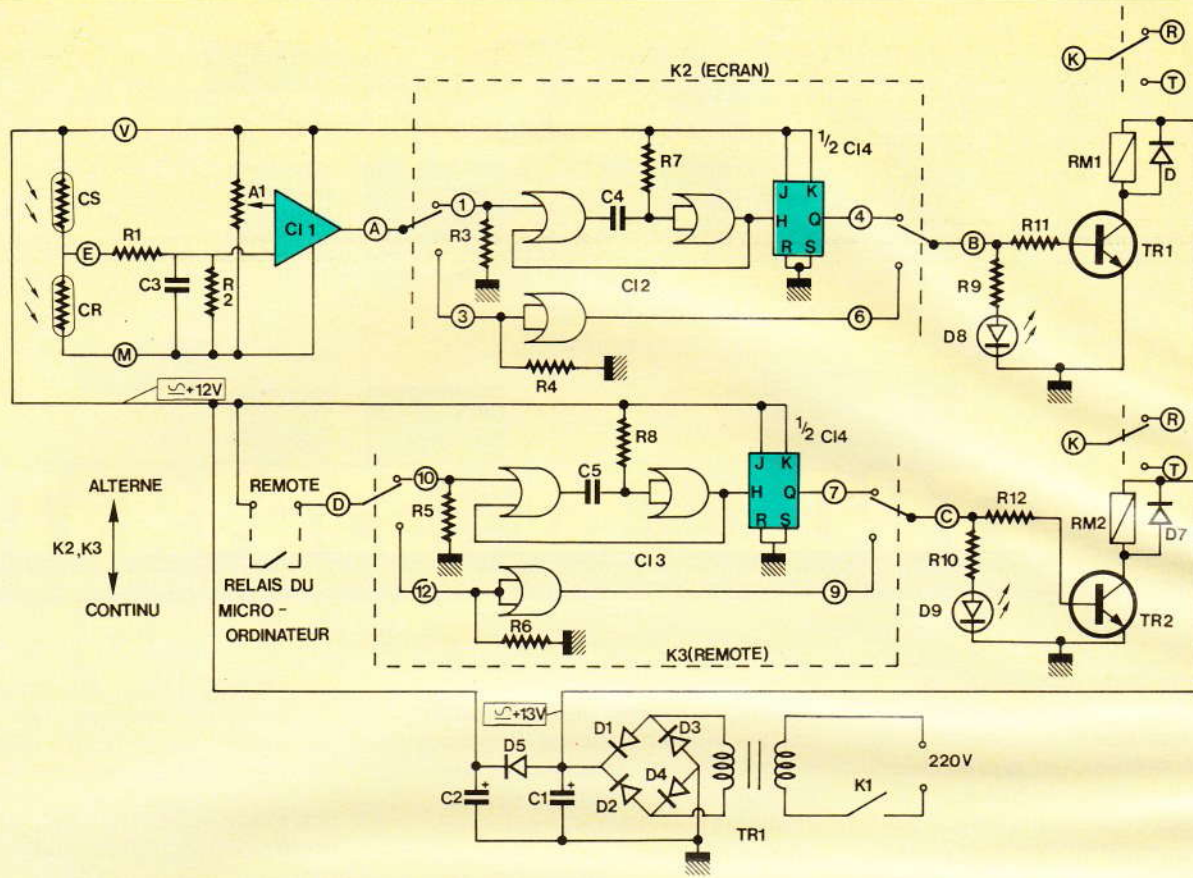 K2 (ECRAN)
R
K
T
V
1/2 CI4
R7
RM1
D
CS
A1
C4
J K
CI 1
A
1
R3
H Q
4
B
R11
TR1
E
R1
R S
R9
C3
R2
CI2
CR
3
6
D8
M
R4
≃+12V
R8
1/2 CI4
R
K
T
ALTERNE
REMOTE
10
C5
J K
D
R5
H Q
7
C
R12
RM2
D7
K2,K3
R S
R10
CI3
RELAIS DU
MICRO-
ORDINATEUR
12
9
CONTINU
R6
D9
TR2
K3(REMOTE)
≃+13V
D1
D3
D5
220V
C2
+
C1
+
D2
D4
K1
TR1